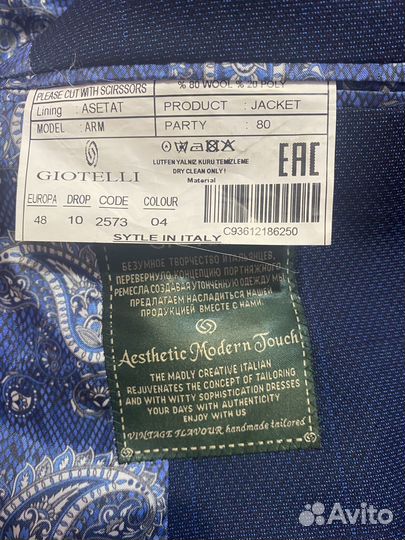 PLEASE CUT WITH SCIRSSORS
% 80 WOOL % 20 POLY
Lining : ASETAT
PRODUCT : JACKET
MODEL : ARM
PARTY : 80
LUTFEN YALNIZ KURU TEMIZLEME
DRY CLEAN ONLY !
Material
GIOTELLI
EAC
EUROPA DROP CODE COLOUR
48 10 2573 04
C93612186250
SYTLE IN ITALY
БЕЗУМНОЕ ТВОРЧЕСТВО ИТАЛЬЯНЦЕВ,
ПЕРЕВЕРНУЛО КОНЦЕПЦИЮ ПОРТНЯЖНОГО
РЕМЕСЛА СОЗДАВАЯ УТОНЧЕННУЮ ОДЕЖДУ МЫ
ПРЕДЛАГАЕМ НАСЛАДИТЬСЯ НАШЕЙ
ПРОДУКЦИЕЙ ВМЕСТЕ С НАМИ
Aesthetic Modern Touch
THE MADLY CREATIVE ITALIAN
REJUVENATES THE CONCEPT OF TAILORING
AND WITH WITTY SOPHISTICATION DRESSES
YOUR DAYS WITH AUTHENTICITY
ENJOY WITH US
VINTAGE FLAVOUR handmade tailored
Avito